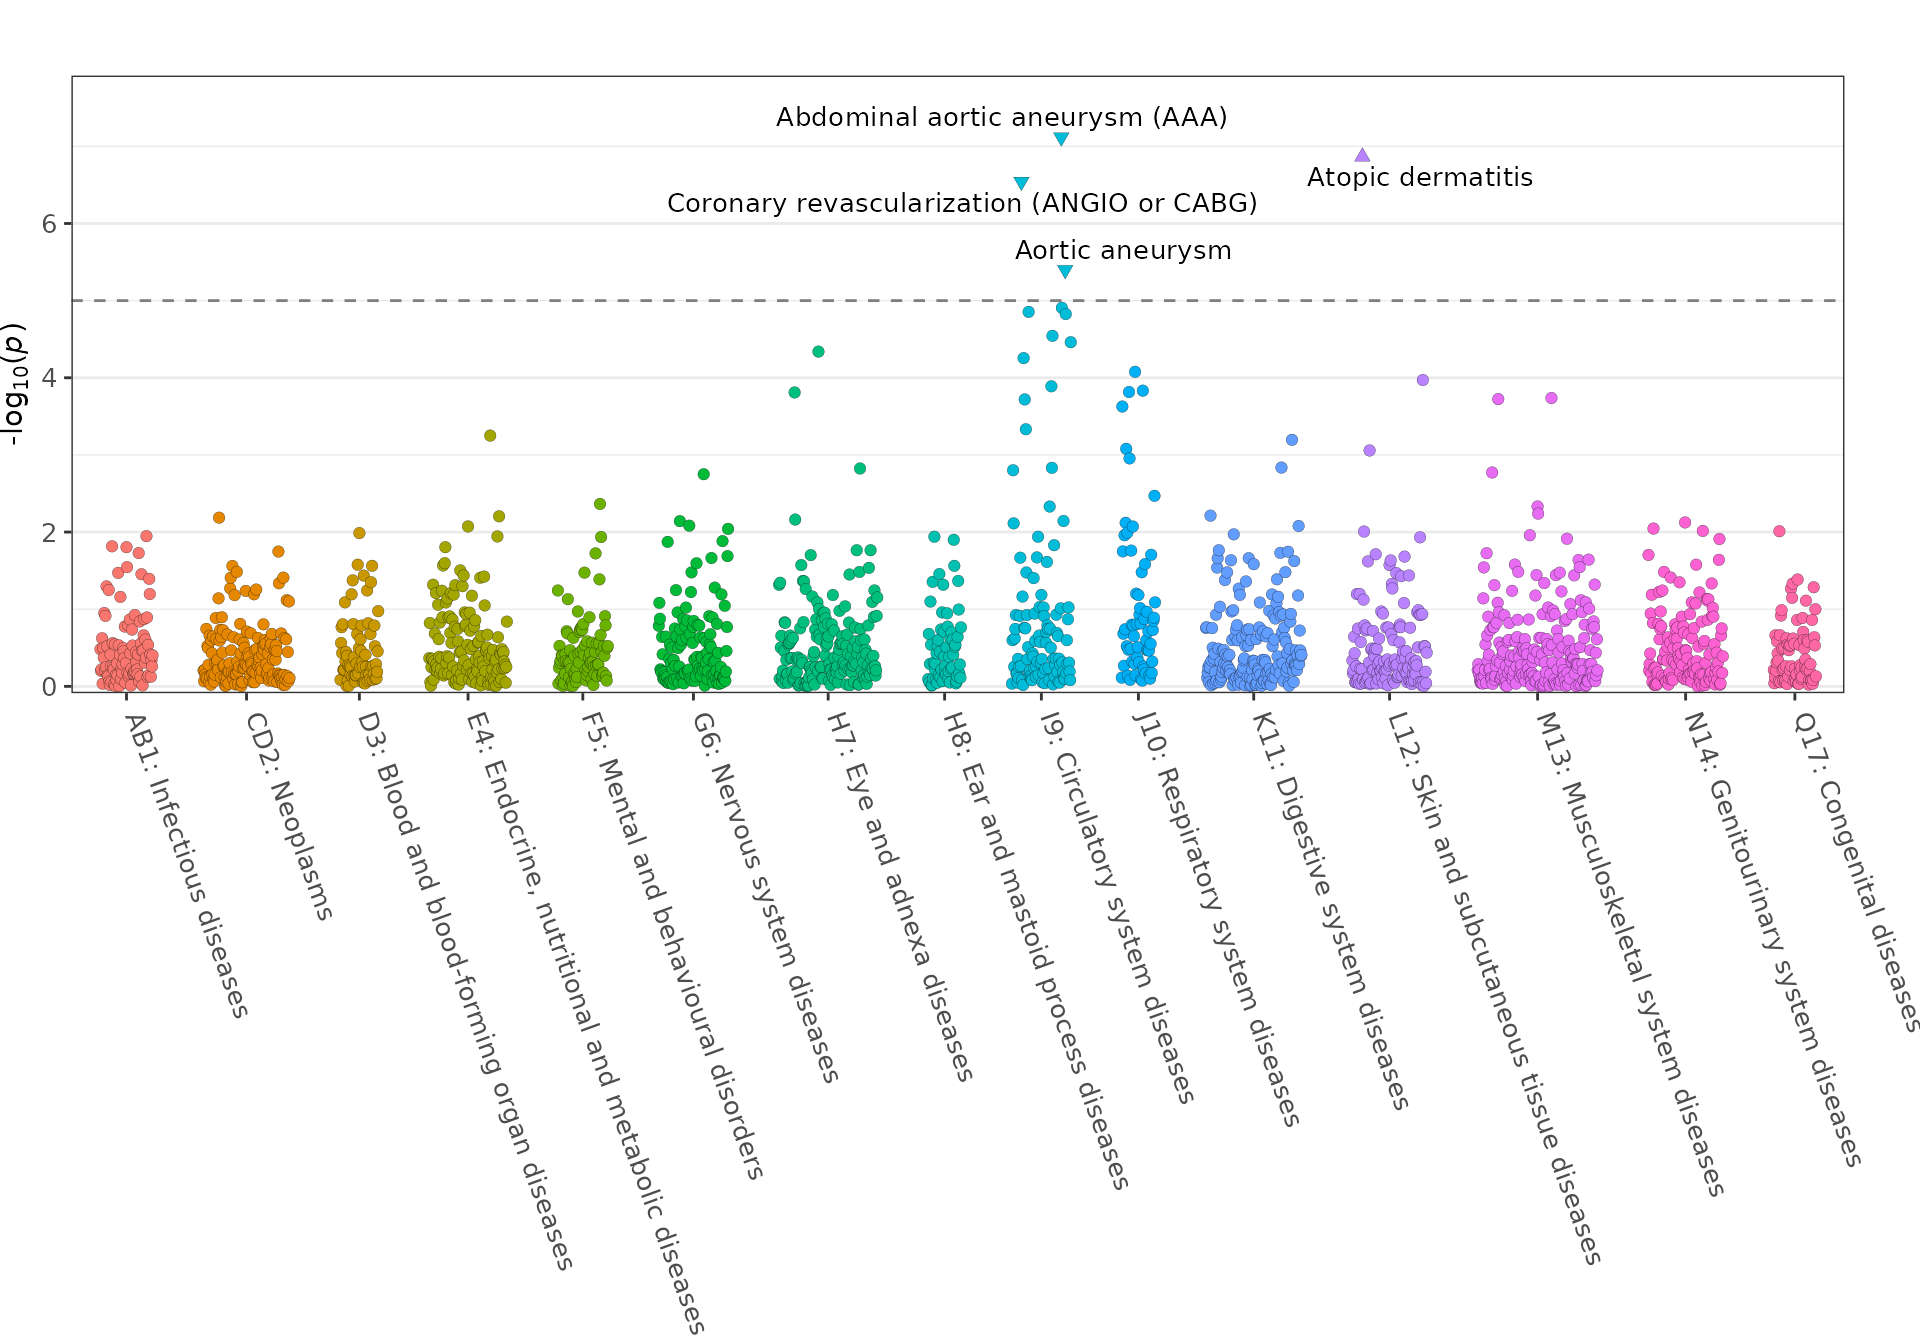 Abdominal aortic aneurysm (AAA)
Atopic dermatitis
Coronary revascularization (ANGIO or CABG)
Aortic aneurysm
-log10(p)
6
4
2
0
AB1: Infectious diseases
CD2: Neoplasms
D3: Blood and blood-forming organ diseases
E4: Endocrine, nutritional and metabolic diseases
F5: Mental and behavioural disorders
G6: Nervous system diseases
H7: Eye and adnexa diseases
H8: Ear and mastoid process diseases
I9: Circulatory system diseases
J10: Respiratory system diseases
K11: Digestive system diseases
L12: Skin and subcutaneous tissue diseases
M13: Musculoskeletal system diseases
N14: Genitourinary system diseases
Q17: Congenital diseases